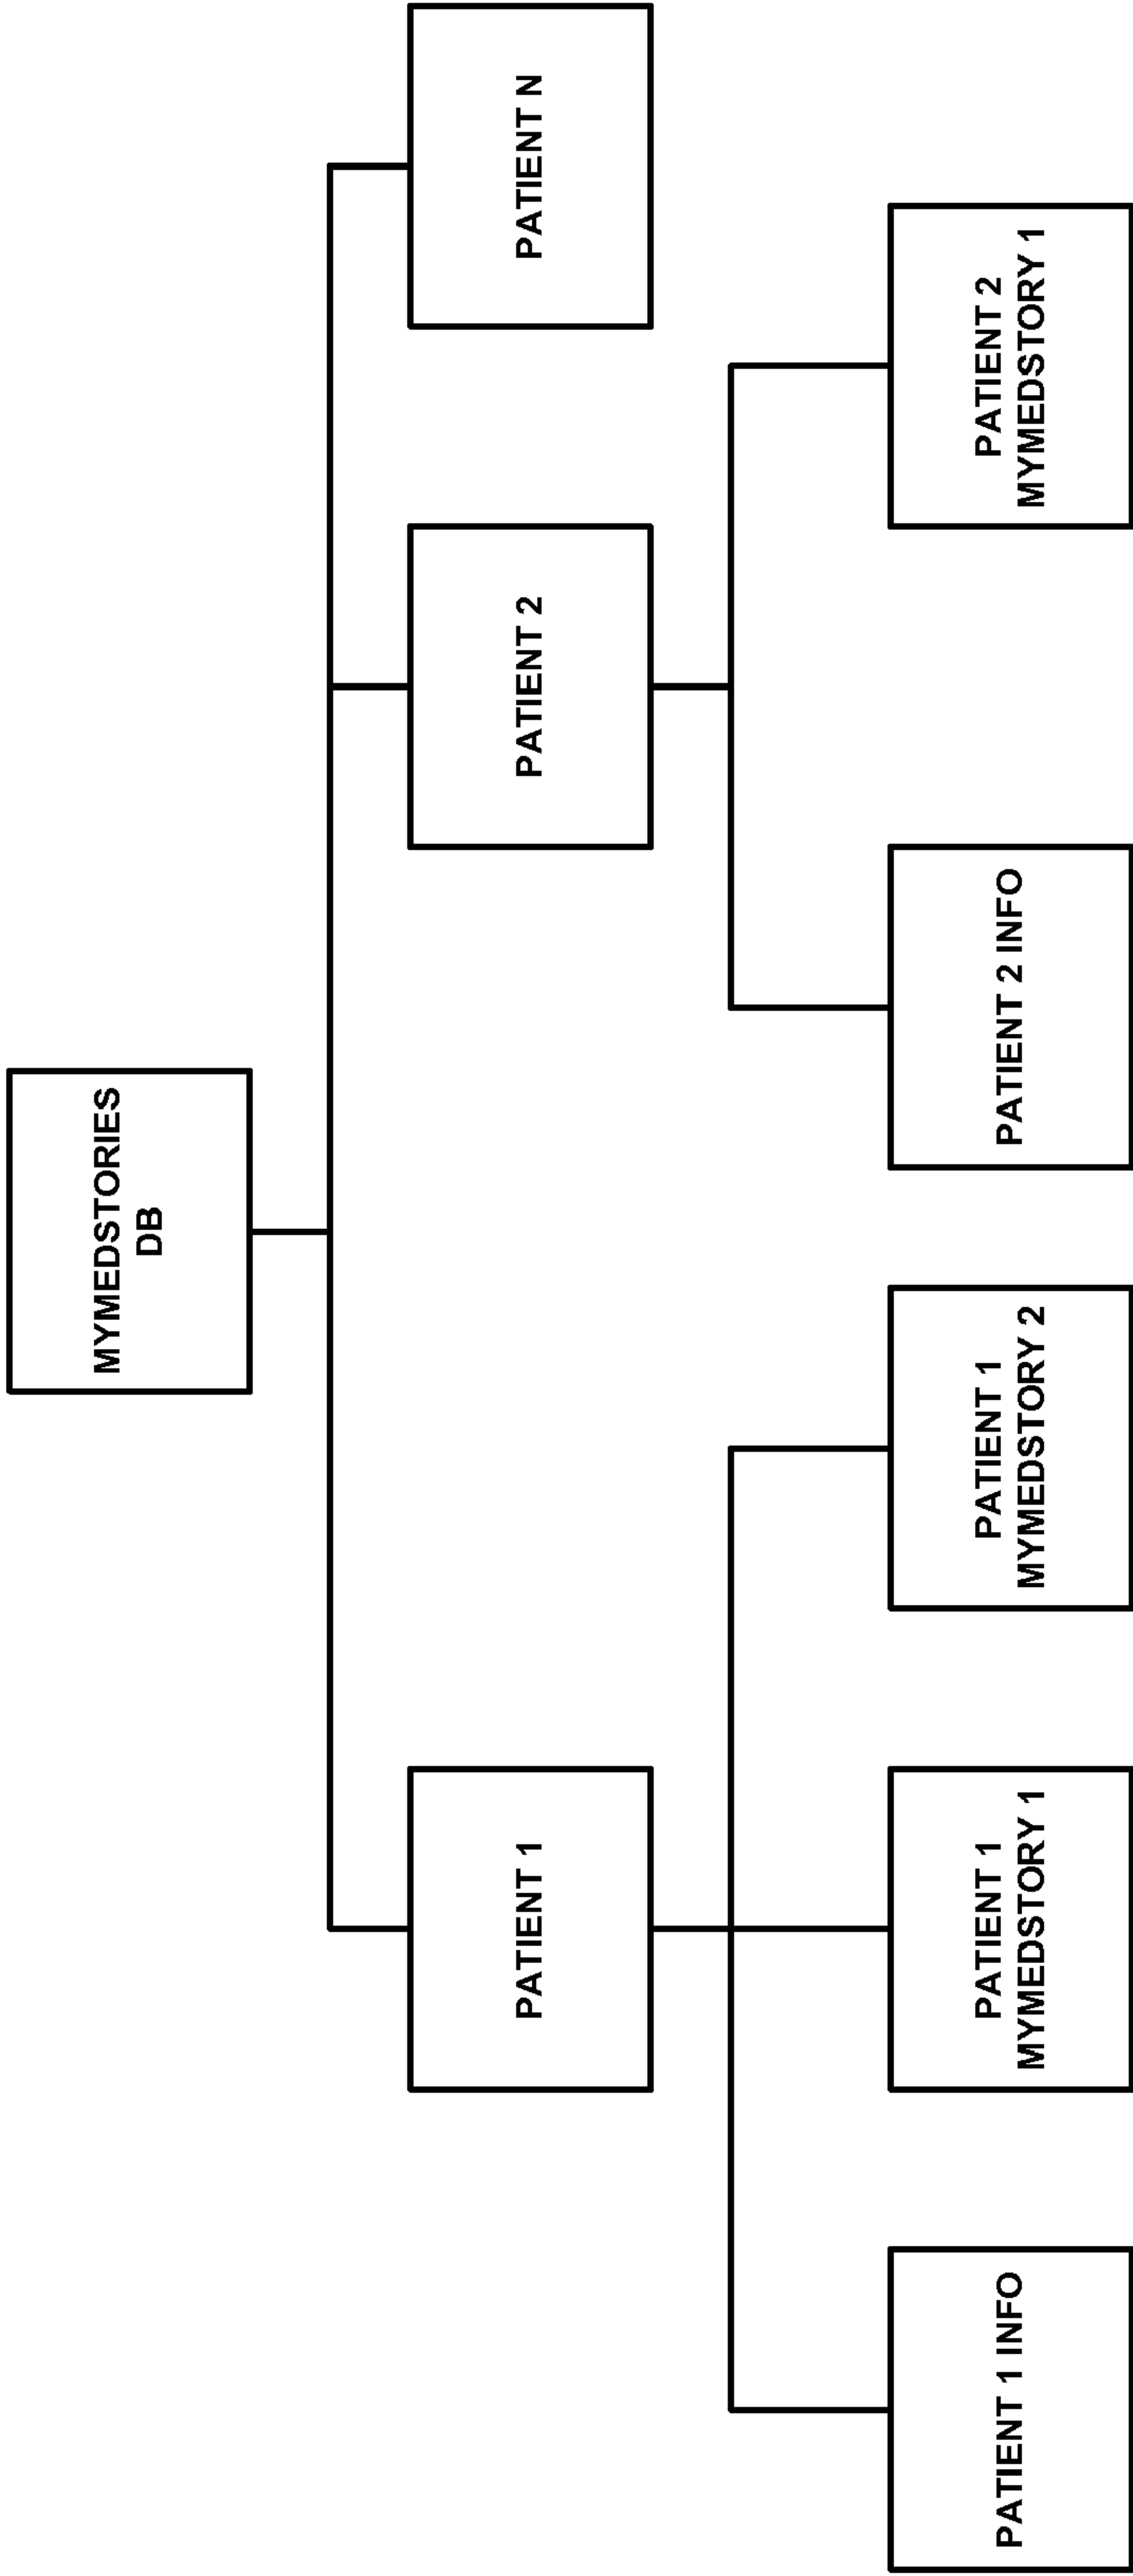 MYMEDSTORIES
DB
PATIENT 1
PATIENT 2
PATIENT N
PATIENT 1 INFO
PATIENT 1
MYMEDSTORY 1
PATIENT 1
MYMEDSTORY 2
PATIENT 2 INFO
PATIENT 2
MYMEDSTORY 1